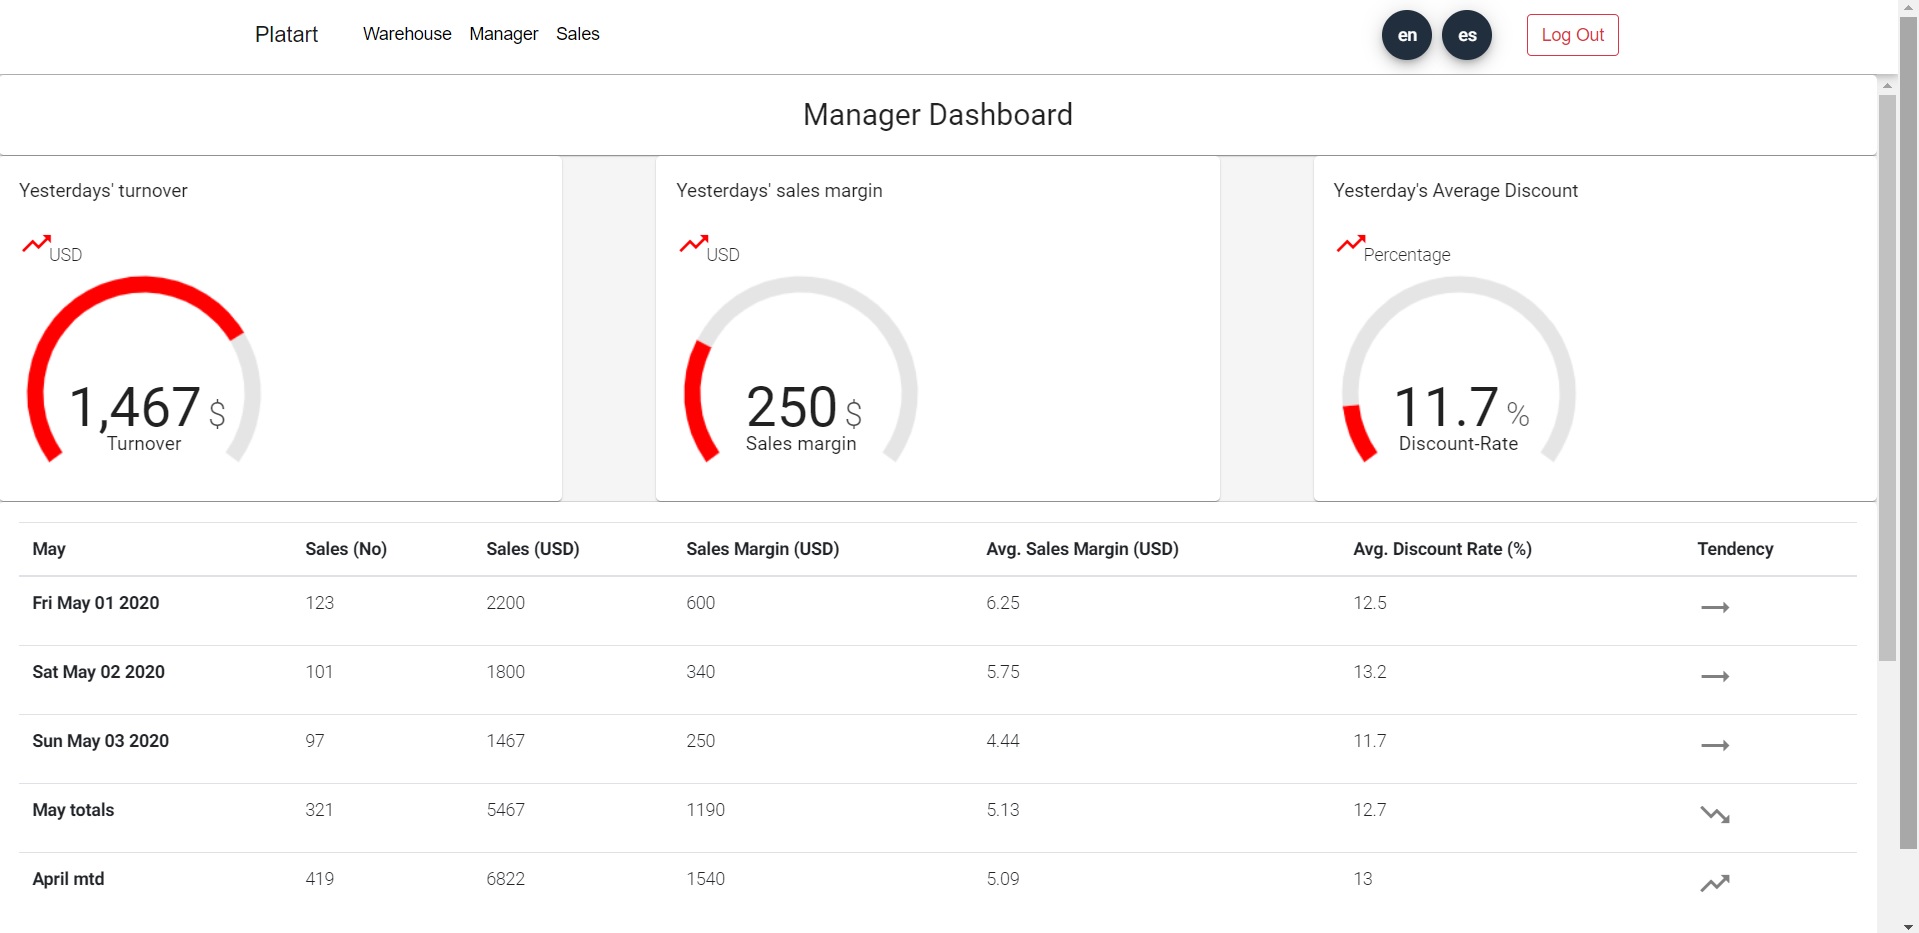 Platart Warehouse Manager Sales en es Log Out
Manager Dashboard
Yesterdays' turnover
USD
1,467 $
Turnover
Yesterdays' sales margin
USD
250 $
Sales margin
Yesterday's Average Discount
Percentage
11.7 %
Discount-Rate
May Sales (No) Sales (USD) Sales Margin (USD) Avg. Sales Margin (USD) Avg. Discount Rate (%) Tendency
Fri May 01 2020 123 2200 600 6.25 12.5
Sat May 02 2020 101 1800 340 5.75 13.2
Sun May 03 2020 97 1467 250 4.44 11.7
May totals 321 5467 1190 5.13 12.7
April mtd 419 6822 1540 5.09 13